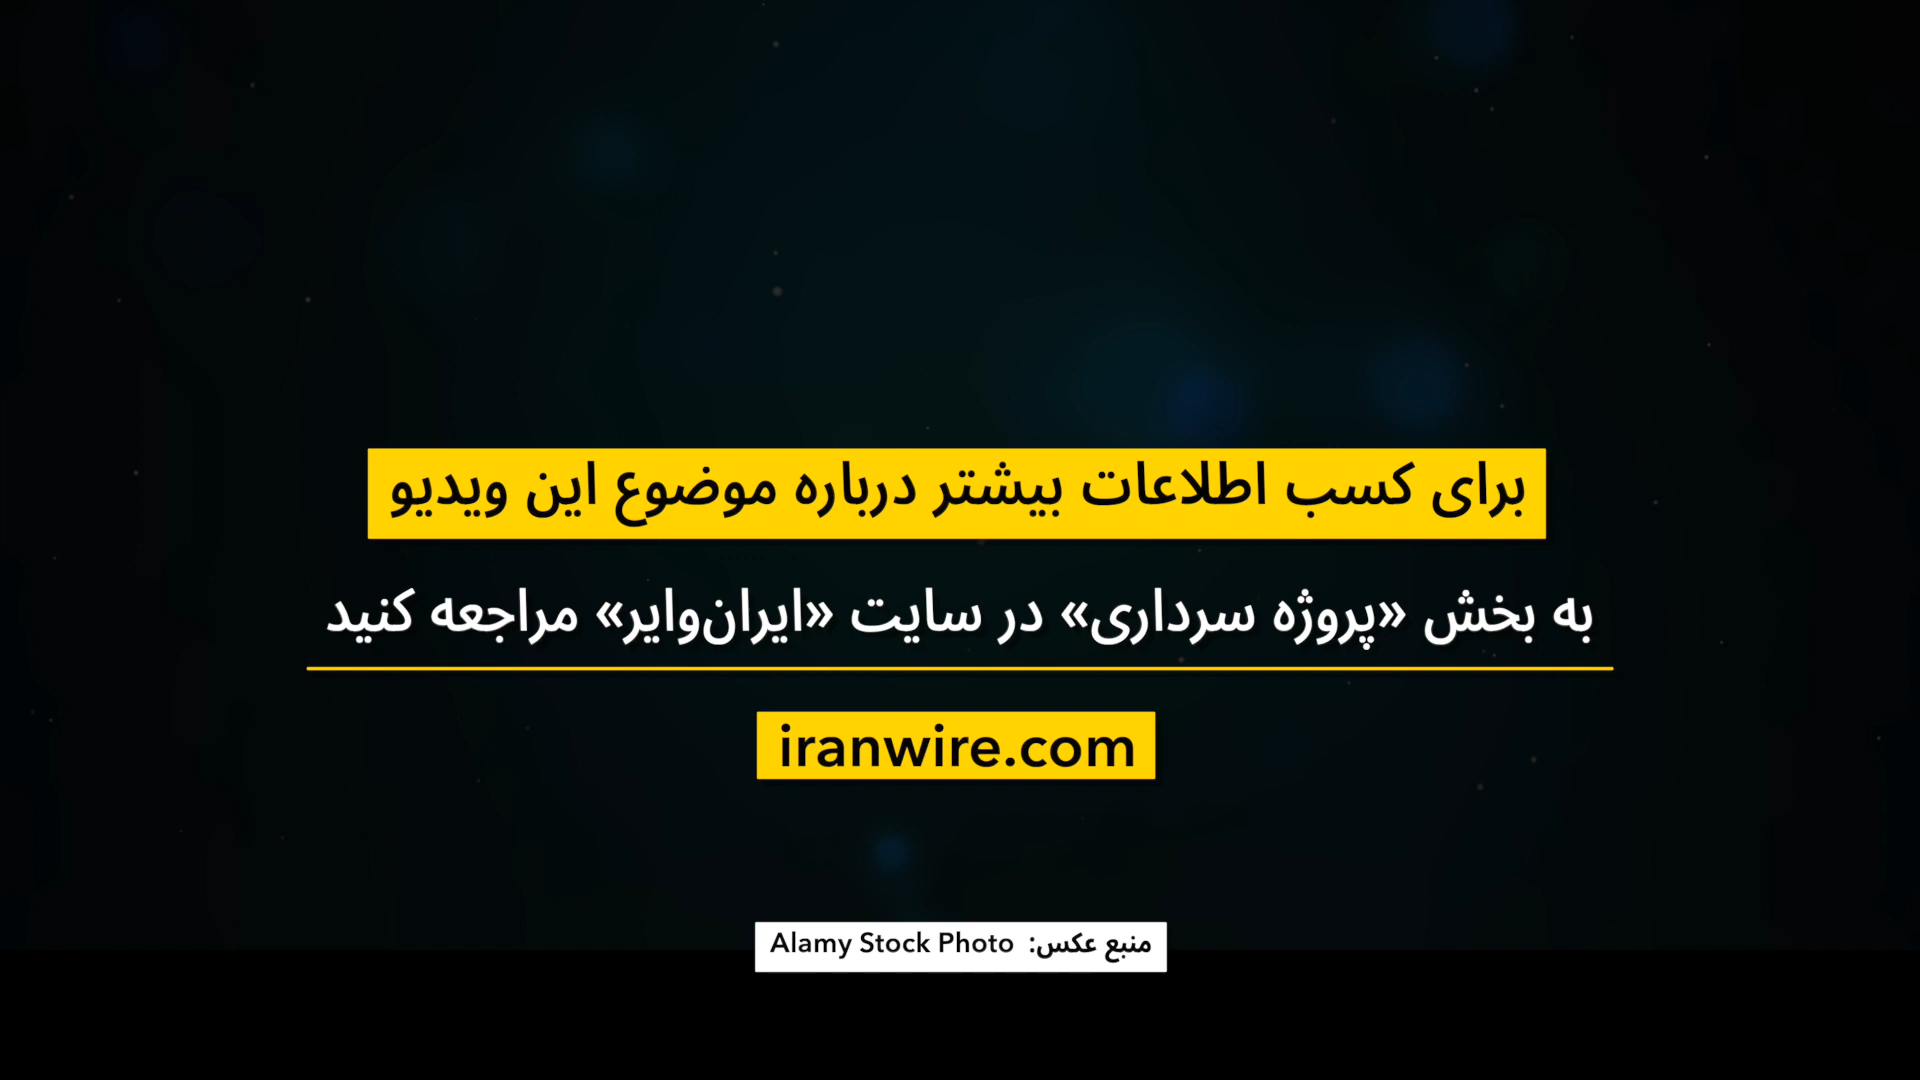 برای کسب اطلاعات بیشتر درباره موضوع این ویدیو
به بخش «پروژه سرداری» در سایت «ایران‌وایر» مراجعه کنید
iranwire.com
منبع عکس: Alamy Stock Photo